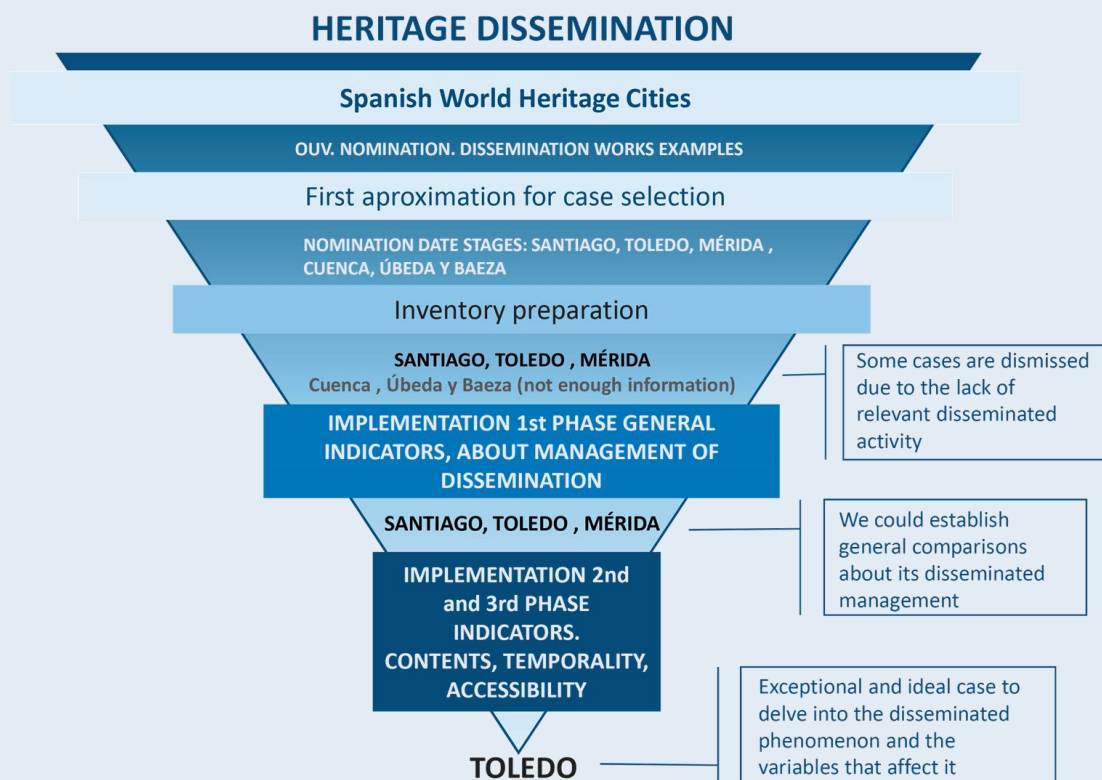 HERITAGE DISSEMINATION
Spanish World Heritage Cities
OUV. NOMINATION. DISSEMINATION WORKS EXAMPLES
First aproximation for case selection
NOMINATION DATE STAGES: SANTIAGO, TOLEDO, MÉRIDA ,
CUENCA, ÚBEDA Y BAEZA
Inventory preparation
SANTIAGO, TOLEDO , MÉRIDA
Cuenca , Úbeda y Baeza (not enough information)
Some cases are dismissed
due to the lack of
relevant disseminated
activity
IMPLEMENTATION 1st PHASE GENERAL
INDICATORS, ABOUT MANAGEMENT OF
DISSEMINATION
SANTIAGO, TOLEDO , MÉRIDA
We could establish
general comparisons
about its disseminated
management
IMPLEMENTATION 2nd
and 3rd PHASE
INDICATORS.
CONTENTS, TEMPORALITY,
ACCESSIBILITY
Exceptional and ideal case to
delve into the disseminated
phenomenon and the
variables that affect it
TOLEDO